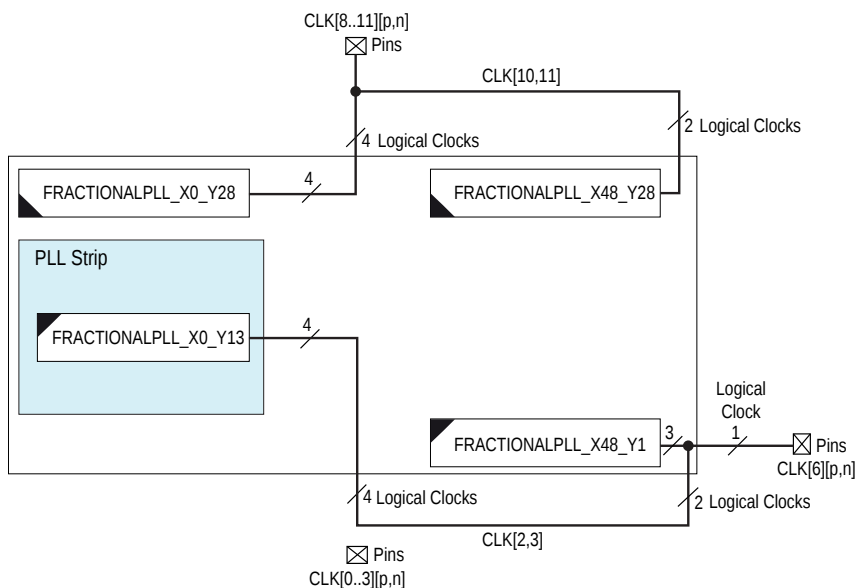 CLK[8..11][p,n]
Pins
CLK[10,11]
4 Logical Clocks
2 Logical Clocks
FRACTIONALPLL_X0_Y28
4
FRACTIONALPLL_X48_Y28
PLL Strip
FRACTIONALPLL_X0_Y13
4
Logical
Clock
FRACTIONALPLL_X48_Y1
3
1
Pins
CLK[6][p,n]
4 Logical Clocks
2 Logical Clocks
CLK[2,3]
Pins
CLK[0..3][p,n]